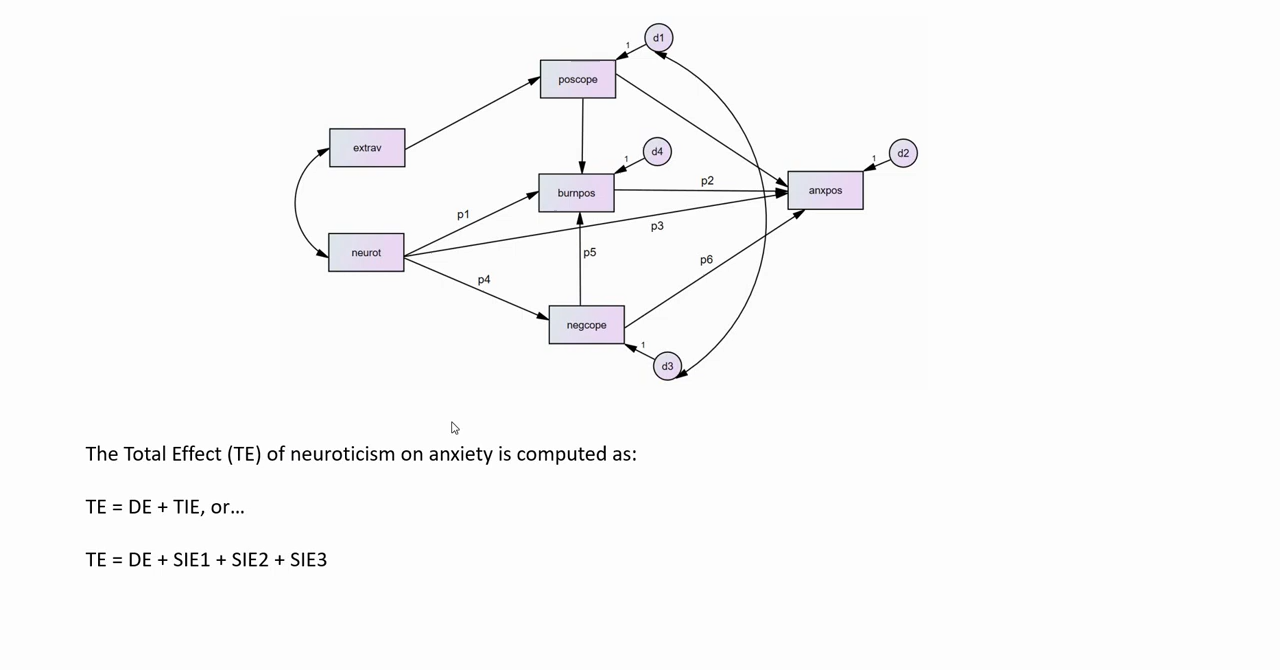 d1
1
poscope
extrav
d4
1
d2
1
burnpos
p2
anxpos
p1
p3
neurot
p5
p6
p4
negcope
1
d3
The Total Effect (TE) of neuroticism on anxiety is computed as:
TE = DE + TIE, or...
TE = DE + SIE1 + SIE2 + SIE3